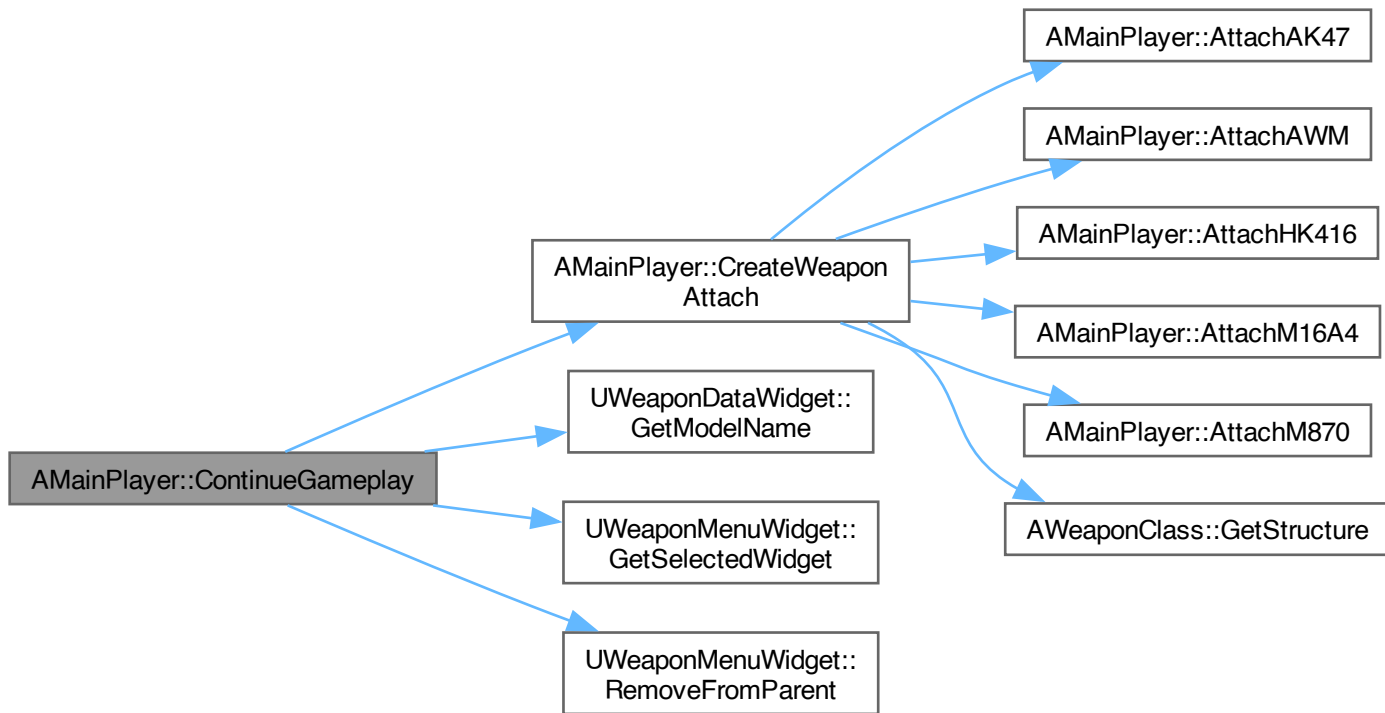 AMainPlayer::ContinueGameplay
AMainPlayer::CreateWeapon
Attach
UWeaponDataWidget::
GetModelName
UWeaponMenuWidget::
GetSelectedWidget
UWeaponMenuWidget::
RemoveFromParent
AMainPlayer::AttachAK47
AMainPlayer::AttachAWM
AMainPlayer::AttachHK416
AMainPlayer::AttachM16A4
AMainPlayer::AttachM870
AWeaponClass::GetStructure